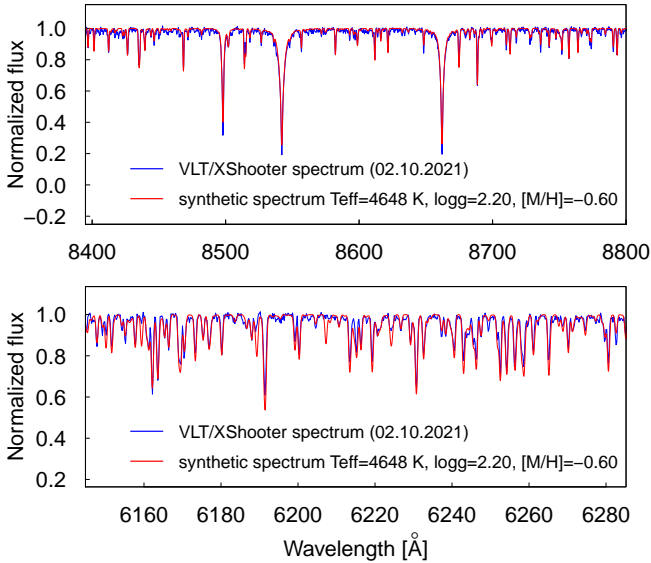 Normalized flux
1.0
0.8
0.6
0.4
0.2
0.0
−0.2
VLT/XShooter spectrum (02.10.2021)
synthetic spectrum Teff=4648 K, logg=2.20, [M/H]=−0.60
8400 8500 8600 8700 8800
Normalized flux
1.0
0.8
0.6
0.4
0.2
VLT/XShooter spectrum (02.10.2021)
synthetic spectrum Teff=4648 K, logg=2.20, [M/H]=−0.60
6160 6180 6200 6220 6240 6260 6280
Wavelength [Å]